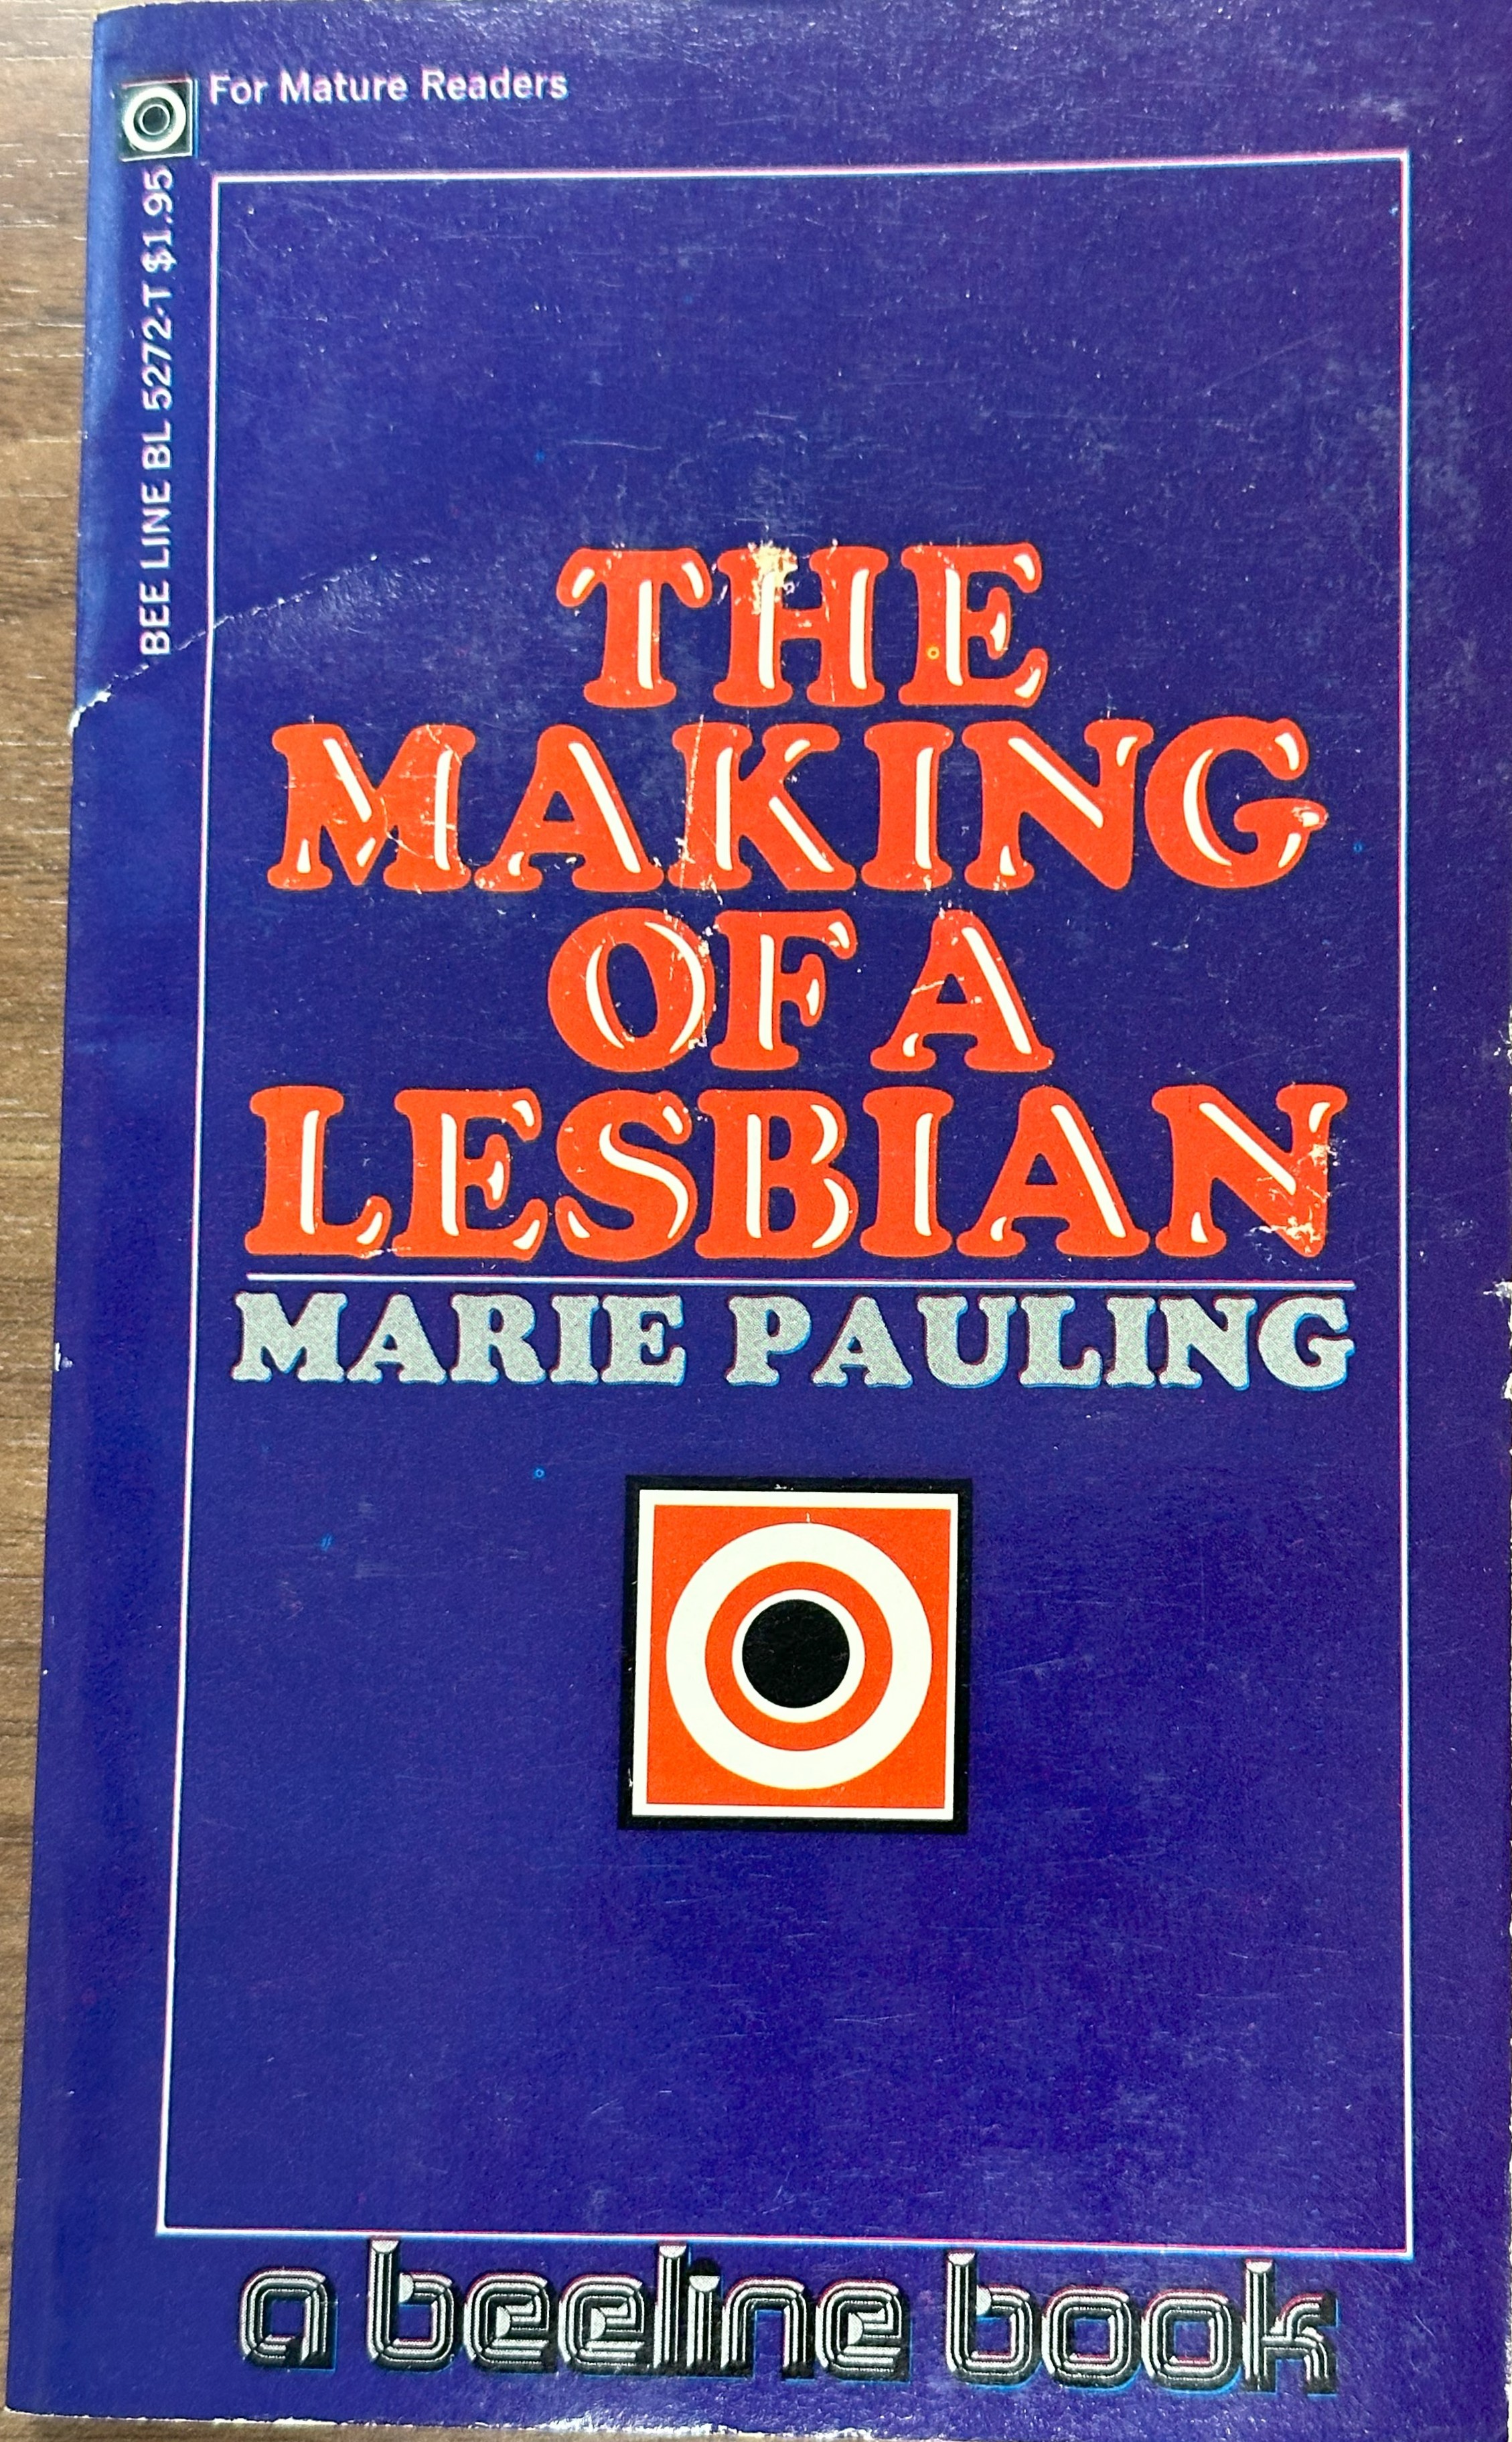 For Mature Readers
BEE LINE BL 5272-T $1.95
THE
MAKING
OF A
LESBIAN
MARIE PAULING
a beeline book